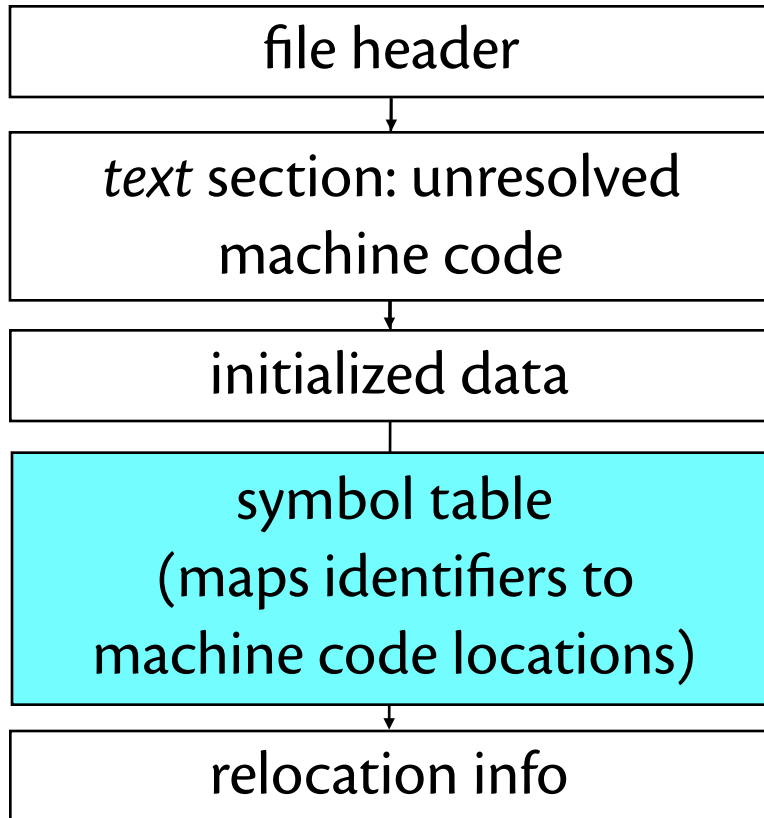 file header
text section: unresolved
machine code
initialized data
symbol table
(maps identifiers to
machine code locations)
relocation info